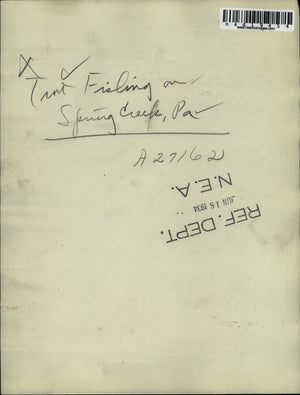 Trout Fishing on
Spring Creek, Pa
A27162
REF. DEPT.
JUN 18 1934
N.E.A.